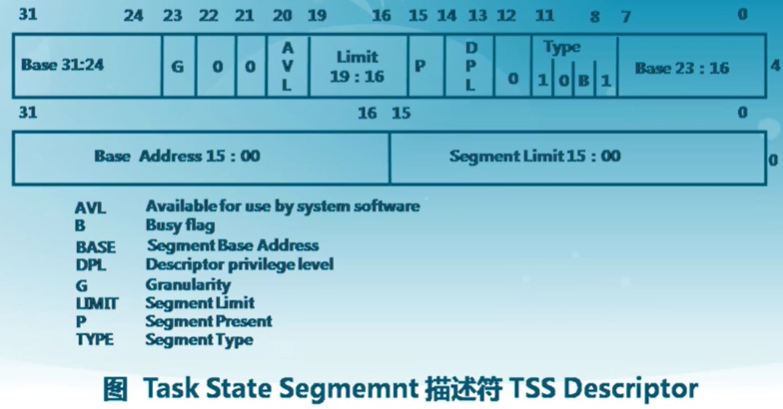 31 24 23 22 21 20 19 16 15 14 13 12 11 8 7 0
Base 31:24 G 0 0 AVL Limit 19 : 16 P DPL 0 Type 1 0 B 1 Base 23 : 16 4
31 16 15 0
Base Address 15 : 00 Segment Limit 15 : 00 0
AVL Available for use by system software
B Busy flag
BASE Segment Base Address
DPL Descriptor privilege level
G Granularity
LIMIT Segment Limit
P Segment Present
TYPE Segment Type
图 Task State Segmemnt 描述符 TSS Descriptor